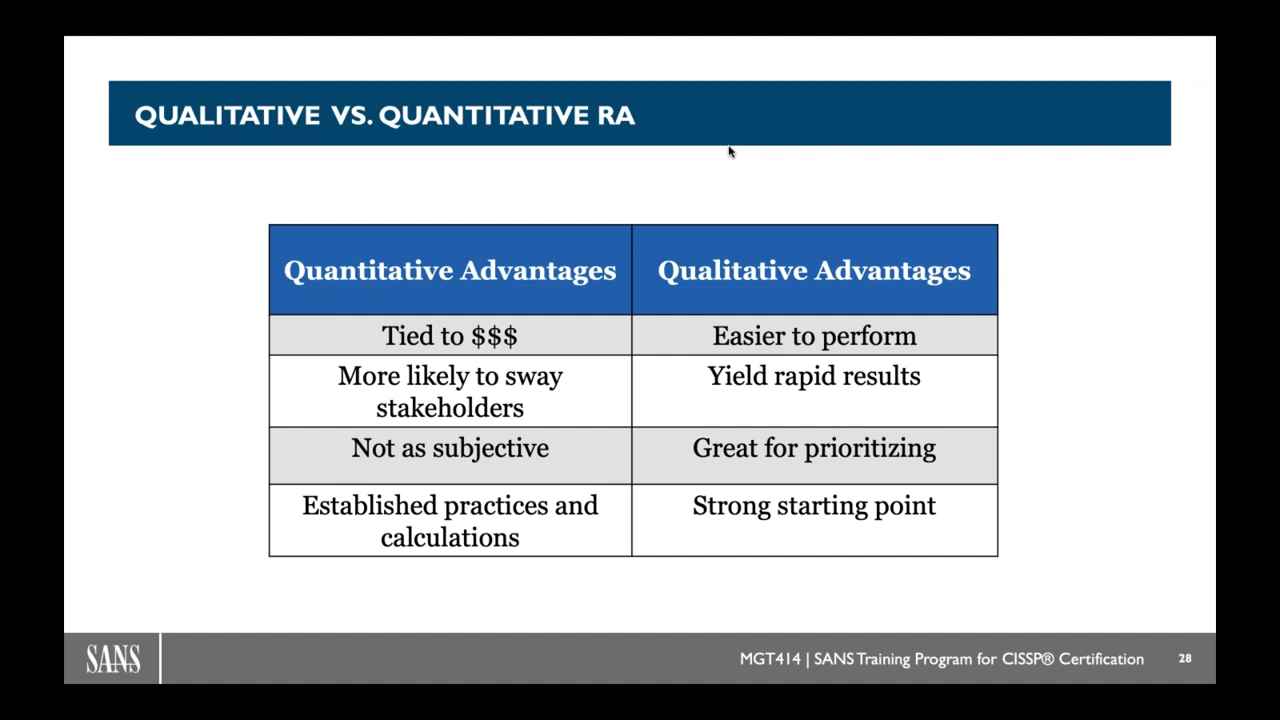 QUALITATIVE VS. QUANTITATIVE RA
Quantitative Advantages
Qualitative Advantages
Tied to $$$
Easier to perform
More likely to sway
stakeholders
Yield rapid results
Not as subjective
Great for prioritizing
Established practices and
calculations
Strong starting point
SANS
MGT414 | SANS Training Program for CISSP® Certification
28